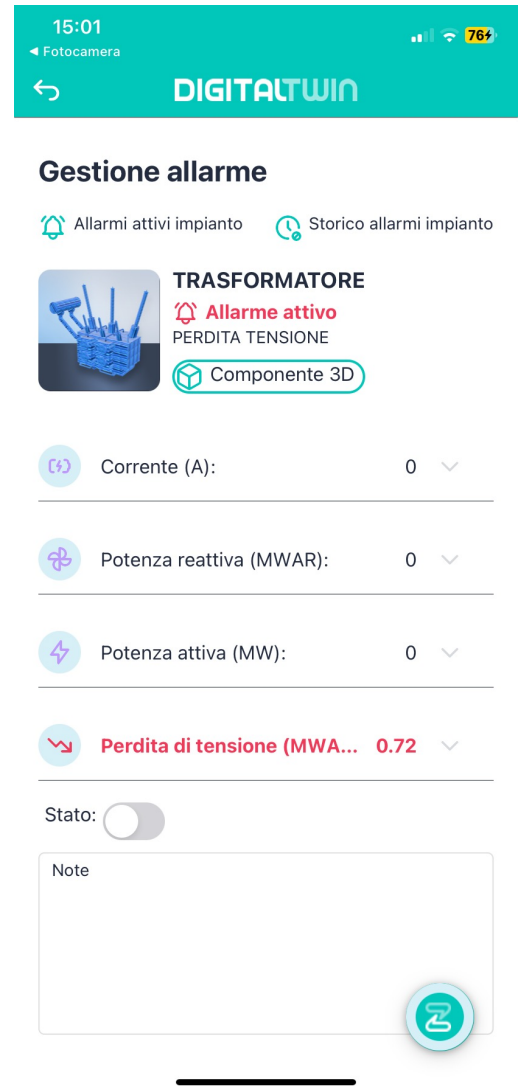 15:01
◀ Fotocamera
76
DIGITALTWIN
Gestione allarme
Allarmi attivi impianto
Storico allarmi impianto
TRASFORMATORE
Allarme attivo
PERDITA TENSIONE
Componente 3D
Corrente (A): 0
Potenza reattiva (MWAR): 0
Potenza attiva (MW): 0
Perdita di tensione (MWA... 0.72
Stato:
Note